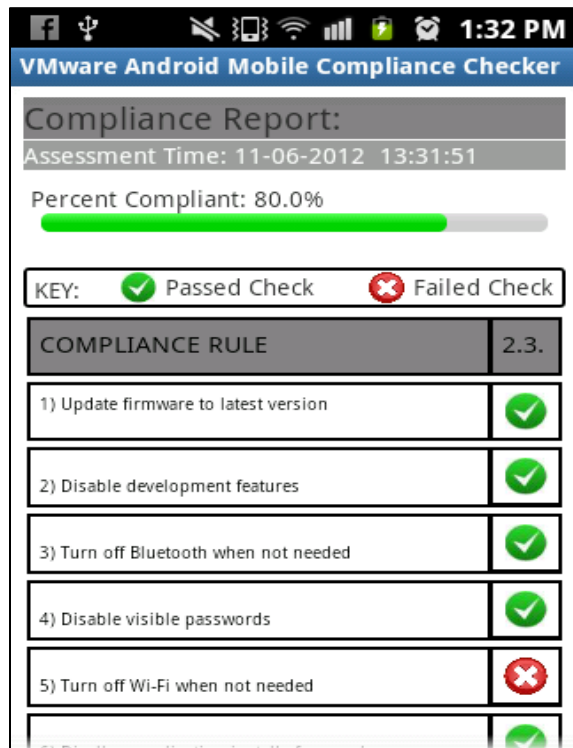 1:32 PM
VMware Android Mobile Compliance Checker
Compliance Report:
Assessment Time: 11-06-2012 13:31:51
Percent Compliant: 80.0%
KEY: Passed Check Failed Check
COMPLIANCE RULE 2.3.
1) Update firmware to latest version
2) Disable development features
3) Turn off Bluetooth when not needed
4) Disable visible passwords
5) Turn off Wi-Fi when not needed